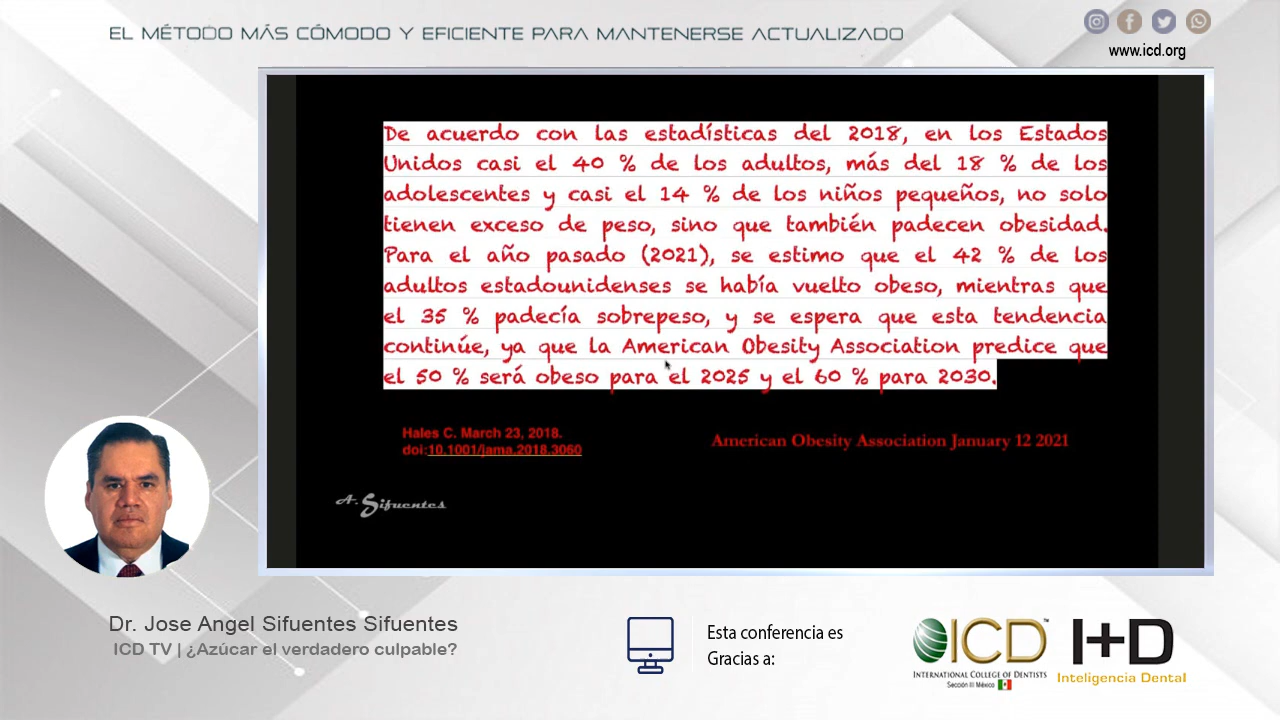 EL MÉTODO MÁS CÓMODO Y EFICIENTE PARA MANTENERSE ACTUALIZADO
www.icd.org
De acuerdo con las estadísticas del 2018, en los Estados
Unidos casi el 40 % de los adultos, más del 18 % de los
adolescentes y casi el 14 % de los niños pequeños, no solo
tienen exceso de peso, sino que también padecen obesidad.
Para el año pasado (2021), se estimo que el 42 % de los
adultos estadounidenses se había vuelto obeso, mientras que
el 35 % padecía sobrepeso, y se espera que esta tendencia
continúe, ya que la American Obesity Association predice que
el 50 % será obeso para el 2025 y el 60 % para 2030.
Hales C. March 23, 2018.
doi:10.1001/jama.2018.3060
American Obesity Association January 12 2021
A. Sifuentes
Dr. Jose Angel Sifuentes Sifuentes
ICD TV | ¿Azúcar el verdadero culpable?
Esta conferencia es
Gracias a:
ICD™
INTERNATIONAL COLLEGE OF DENTISTS
Sección III México
I+D
Inteligencia Dental